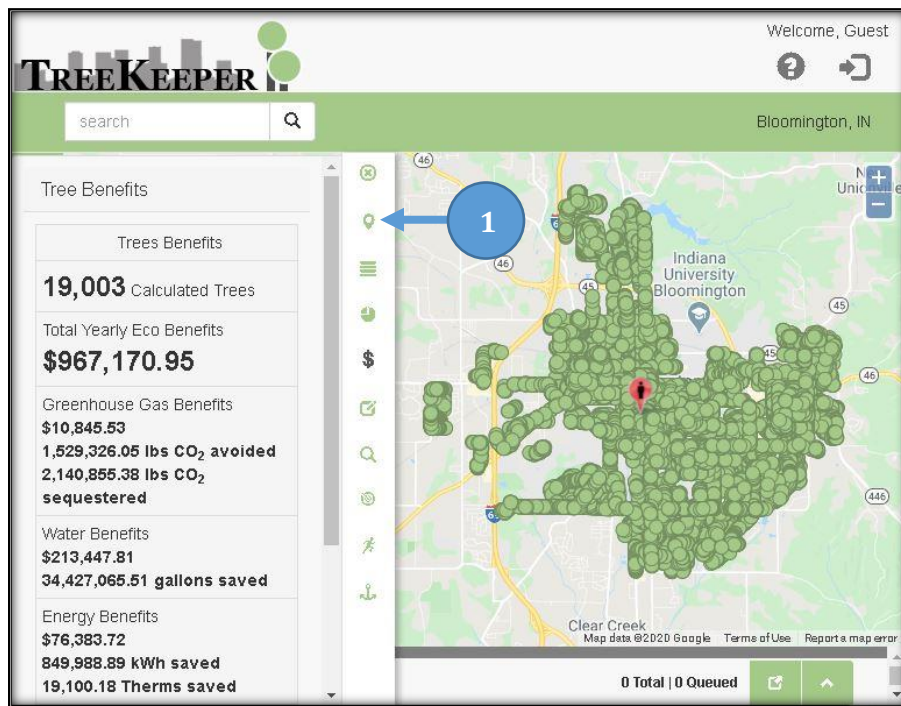 Welcome, Guest
TREEKEEPER
search
Bloomington, IN
Tree Benefits
Trees Benefits
19,003 Calculated Trees
Total Yearly Eco Benefits
$967,170.95
Greenhouse Gas Benefits
$10,845.53
1,529,326.05 lbs CO2 avoided
2,140,855.38 lbs CO2
sequestered
Water Benefits
$213,447.81
34,427,065.51 gallons saved
Energy Benefits
$76,383.72
849,988.89 kWh saved
19,100.18 Therms saved
$
1
46
46
45
Indiana
University
Bloomington
45
45
46
446
Clear Creek
Map data ©2020 Google Terms of Use Report a map error
0 Total | 0 Queued